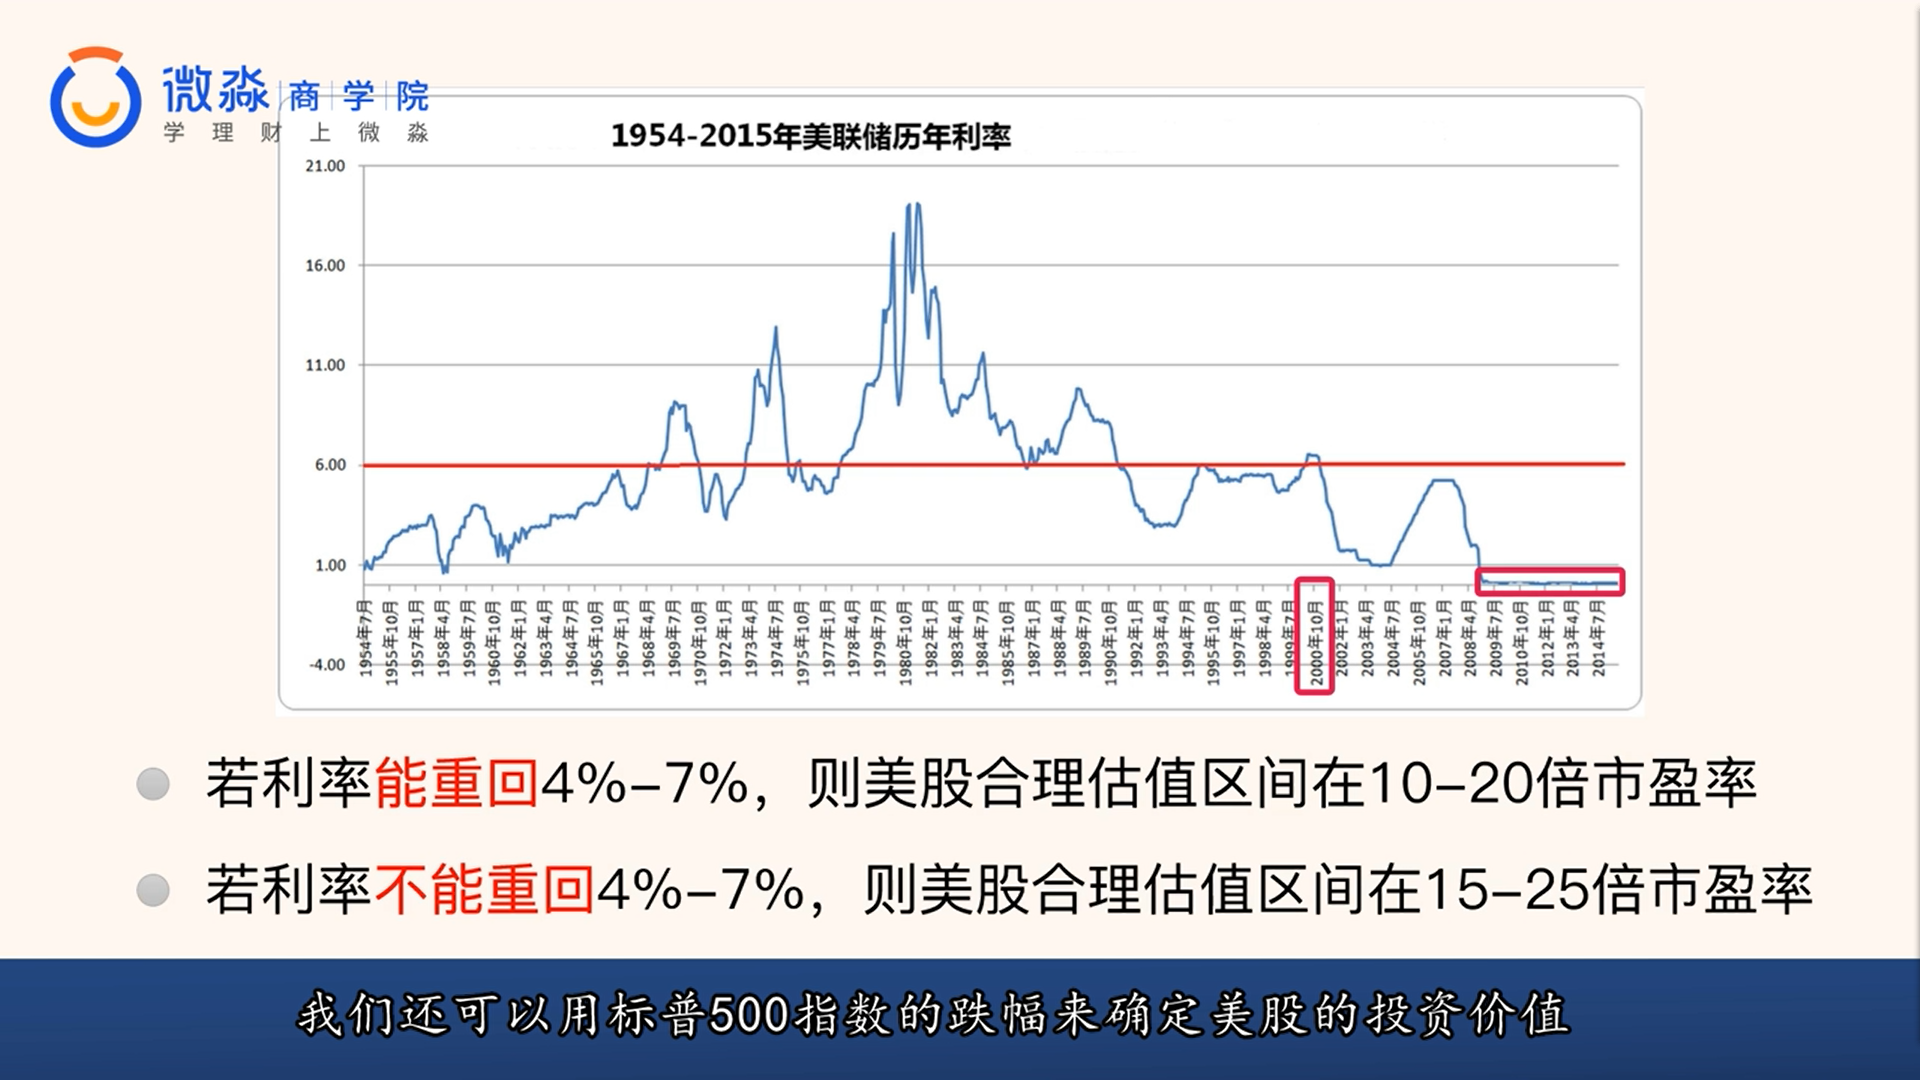 微淼商学院
学理财上微淼
1954-2015年美联储历年利率
21.00
16.00
11.00
6.00
1.00
-4.00
1954年7月 1955年10月 1957年1月 1958年4月 1959年7月 1960年10月 1962年1月 1963年4月 1964年7月 1965年10月 1967年1月 1968年4月 1969年7月 1970年10月 1972年1月 1973年4月 1974年7月 1975年10月 1977年1月 1978年4月 1979年7月 1980年10月 1982年1月 1983年4月 1984年7月 1985年10月 1987年1月 1988年4月 1989年7月 1990年10月 1992年1月 1993年4月 1994年7月 1995年10月 1997年1月 1998年4月 1999年7月 2000年10月 2002年1月 2003年4月 2004年7月 2005年10月 2007年1月 2008年4月 2009年7月 2010年10月 2012年1月 2013年4月 2014年7月
若利率能重回4%-7%，则美股合理估值区间在10-20倍市盈率
若利率不能重回4%-7%，则美股合理估值区间在15-25倍市盈率
我们还可以用标普500指数的跌幅来确定美股的投资价值